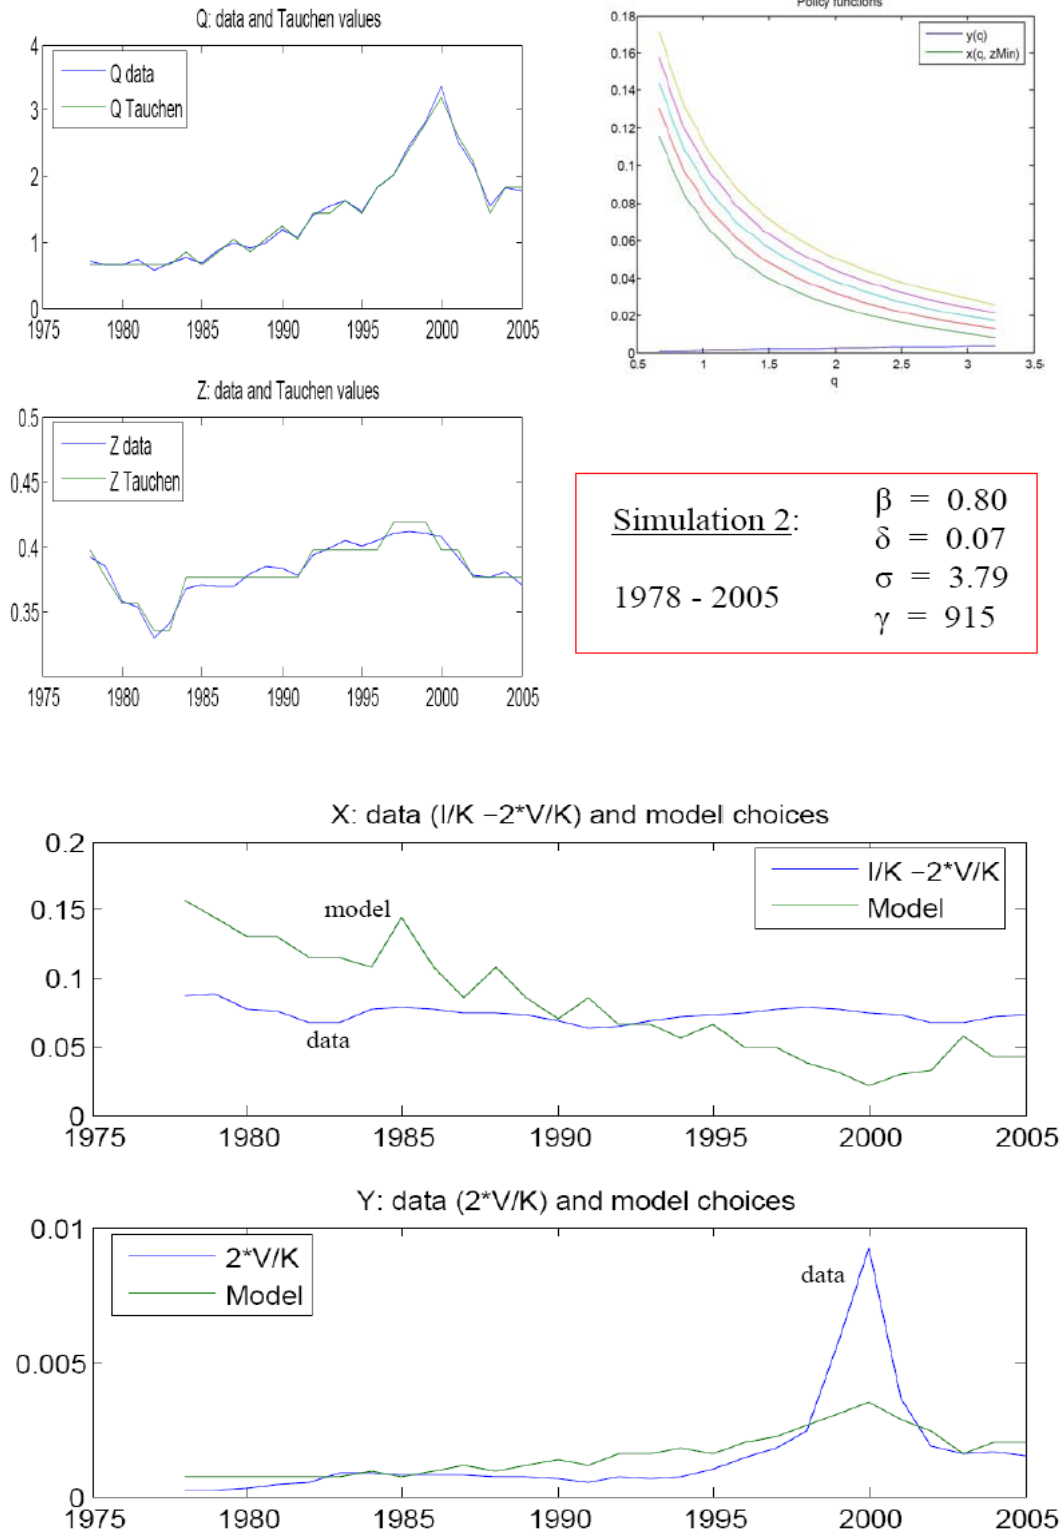 Q: data and Tauchen values
4
3
2
1
0
Q data
Q Tauchen
1975 1980 1985 1990 1995 2000 2005
Policy functions
0.18
0.16
0.14
0.12
0.1
0.08
0.06
0.04
0.02
0
y(q)
x(q, zMin)
0.5 1 1.5 2 2.5 3 3.5
q
Z: data and Tauchen values
0.5
0.45
0.4
0.35
Z data
Z Tauchen
1975 1980 1985 1990 1995 2000 2005
Simulation 2:
1978 - 2005
β = 0.80
δ = 0.07
σ = 3.79
γ = 915
X: data (I/K −2*V/K) and model choices
0.2
0.15
0.1
0.05
0
I/K −2*V/K
Model
model
data
1975 1980 1985 1990 1995 2000 2005
Y: data (2*V/K) and model choices
0.01
0.005
0
2*V/K
Model
data
1975 1980 1985 1990 1995 2000 2005